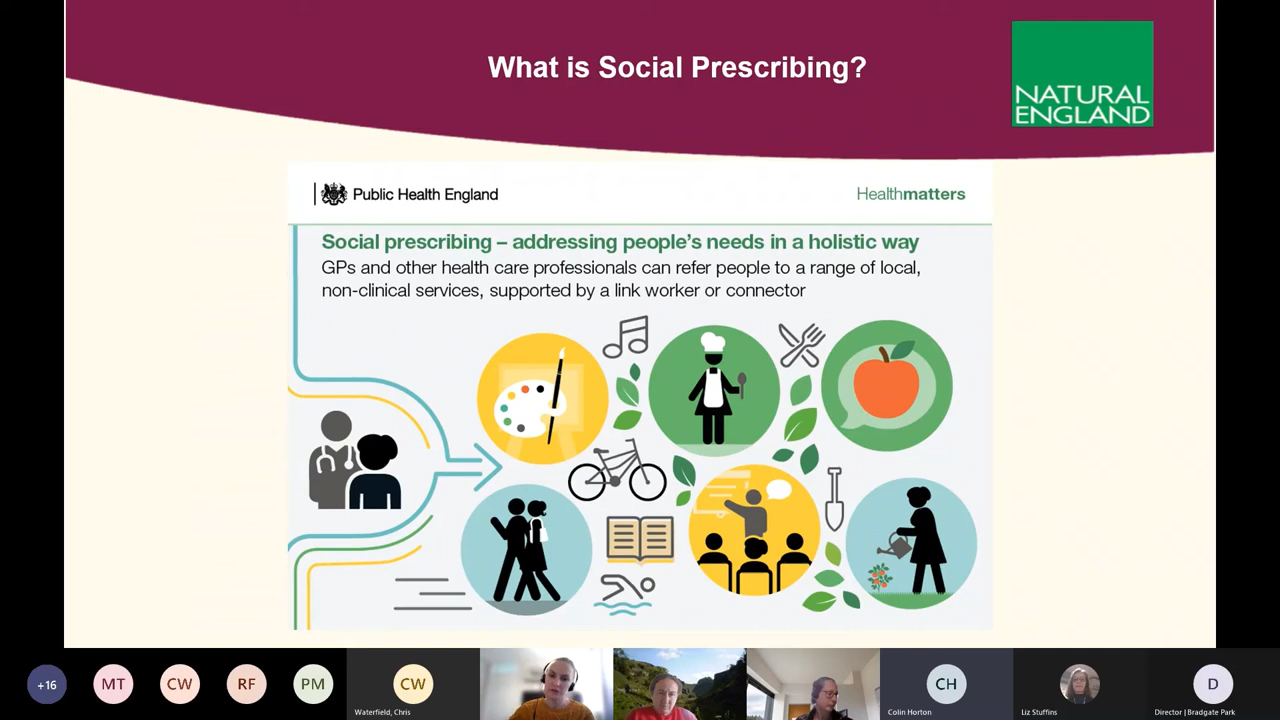 What is Social Prescribing?
NATURAL
ENGLAND
Public Health England
Healthmatters
Social prescribing – addressing people's needs in a holistic way
GPs and other health care professionals can refer people to a range of local,
non-clinical services, supported by a link worker or connector
+16
MT
CW
RF
PM
CW
CH
D
Waterfield, Chris
Colin Horton
Liz Stuffins
Director | Bradgate Park